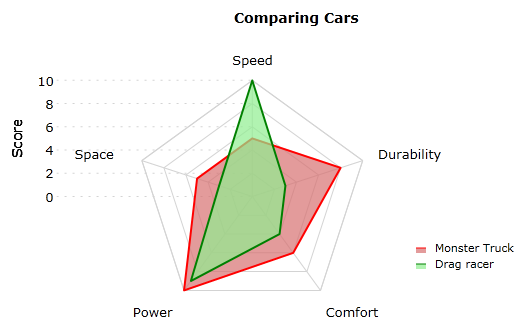 Comparing Cars
Speed
10
8
6
4
2
0
Score
Space
Durability
Monster Truck
Drag racer
Power
Comfort